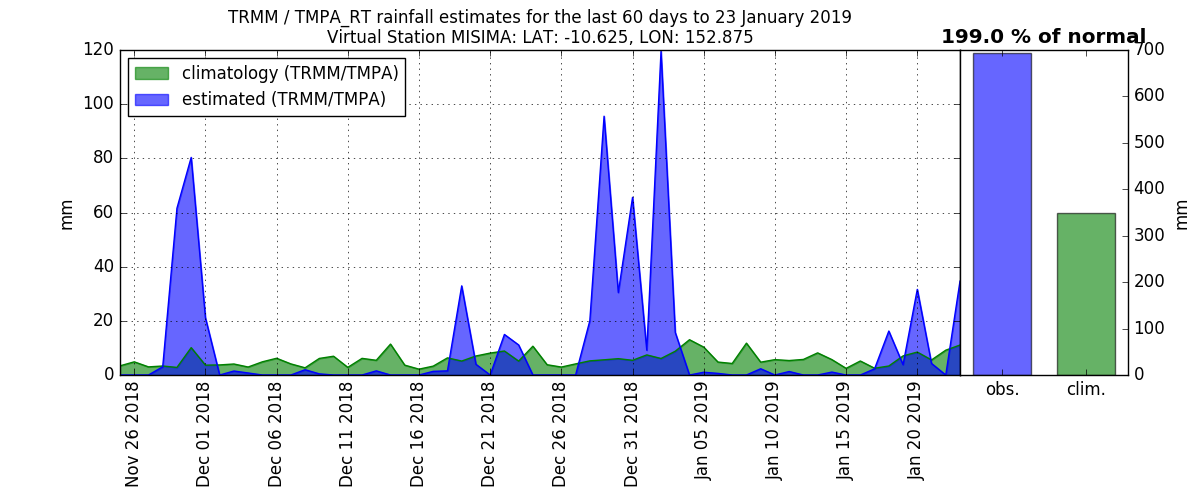 TRMM / TMPA_RT rainfall estimates for the last 60 days to 23 January 2019
Virtual Station MISIMA: LAT: -10.625, LON: 152.875
199.0 % of normal
climatology (TRMM/TMPA)
estimated (TRMM/TMPA)
120
100
80
60
40
20
0
mm
700
600
500
400
300
200
100
0
mm
Nov 26 2018
Dec 01 2018
Dec 06 2018
Dec 11 2018
Dec 16 2018
Dec 21 2018
Dec 26 2018
Dec 31 2018
Jan 05 2019
Jan 10 2019
Jan 15 2019
Jan 20 2019
obs.
clim.